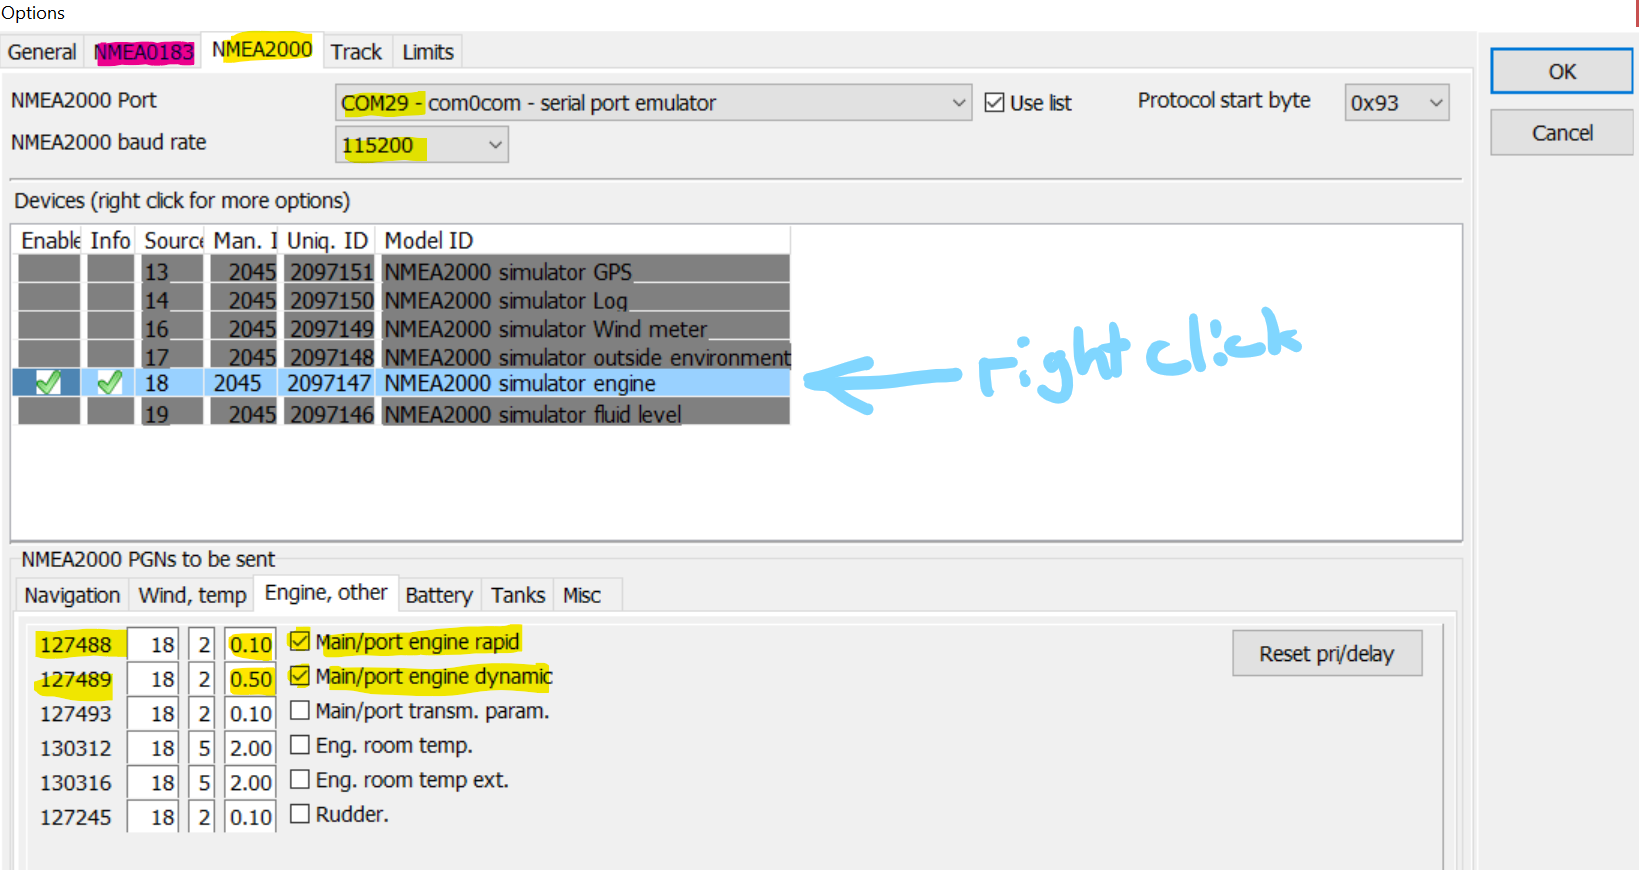 Options
General NMEA0183 NMEA2000 Track Limits
OK
NMEA2000 Port COM29 - com0com - serial port emulator Use list Protocol start byte 0x93
Cancel
NMEA2000 baud rate 115200
Devices (right click for more options)
Enable Info Source Man. I Uniq. ID Model ID
13 2045 2097151 NMEA2000 simulator GPS
14 2045 2097150 NMEA2000 simulator Log
16 2045 2097149 NMEA2000 simulator Wind meter
17 2045 2097148 NMEA2000 simulator outside environment
18 2045 2097147 NMEA2000 simulator engine
right click
19 2045 2097146 NMEA2000 simulator fluid level
NMEA2000 PGNs to be sent
Navigation Wind, temp Engine, other Battery Tanks Misc
127488 18 2 0.10 Main/port engine rapid
Reset pri/delay
127489 18 2 0.50 Main/port engine dynamic
127493 18 2 0.10 Main/port transm. param.
130312 18 5 2.00 Eng. room temp.
130316 18 5 2.00 Eng. room temp ext.
127245 18 2 0.10 Rudder.